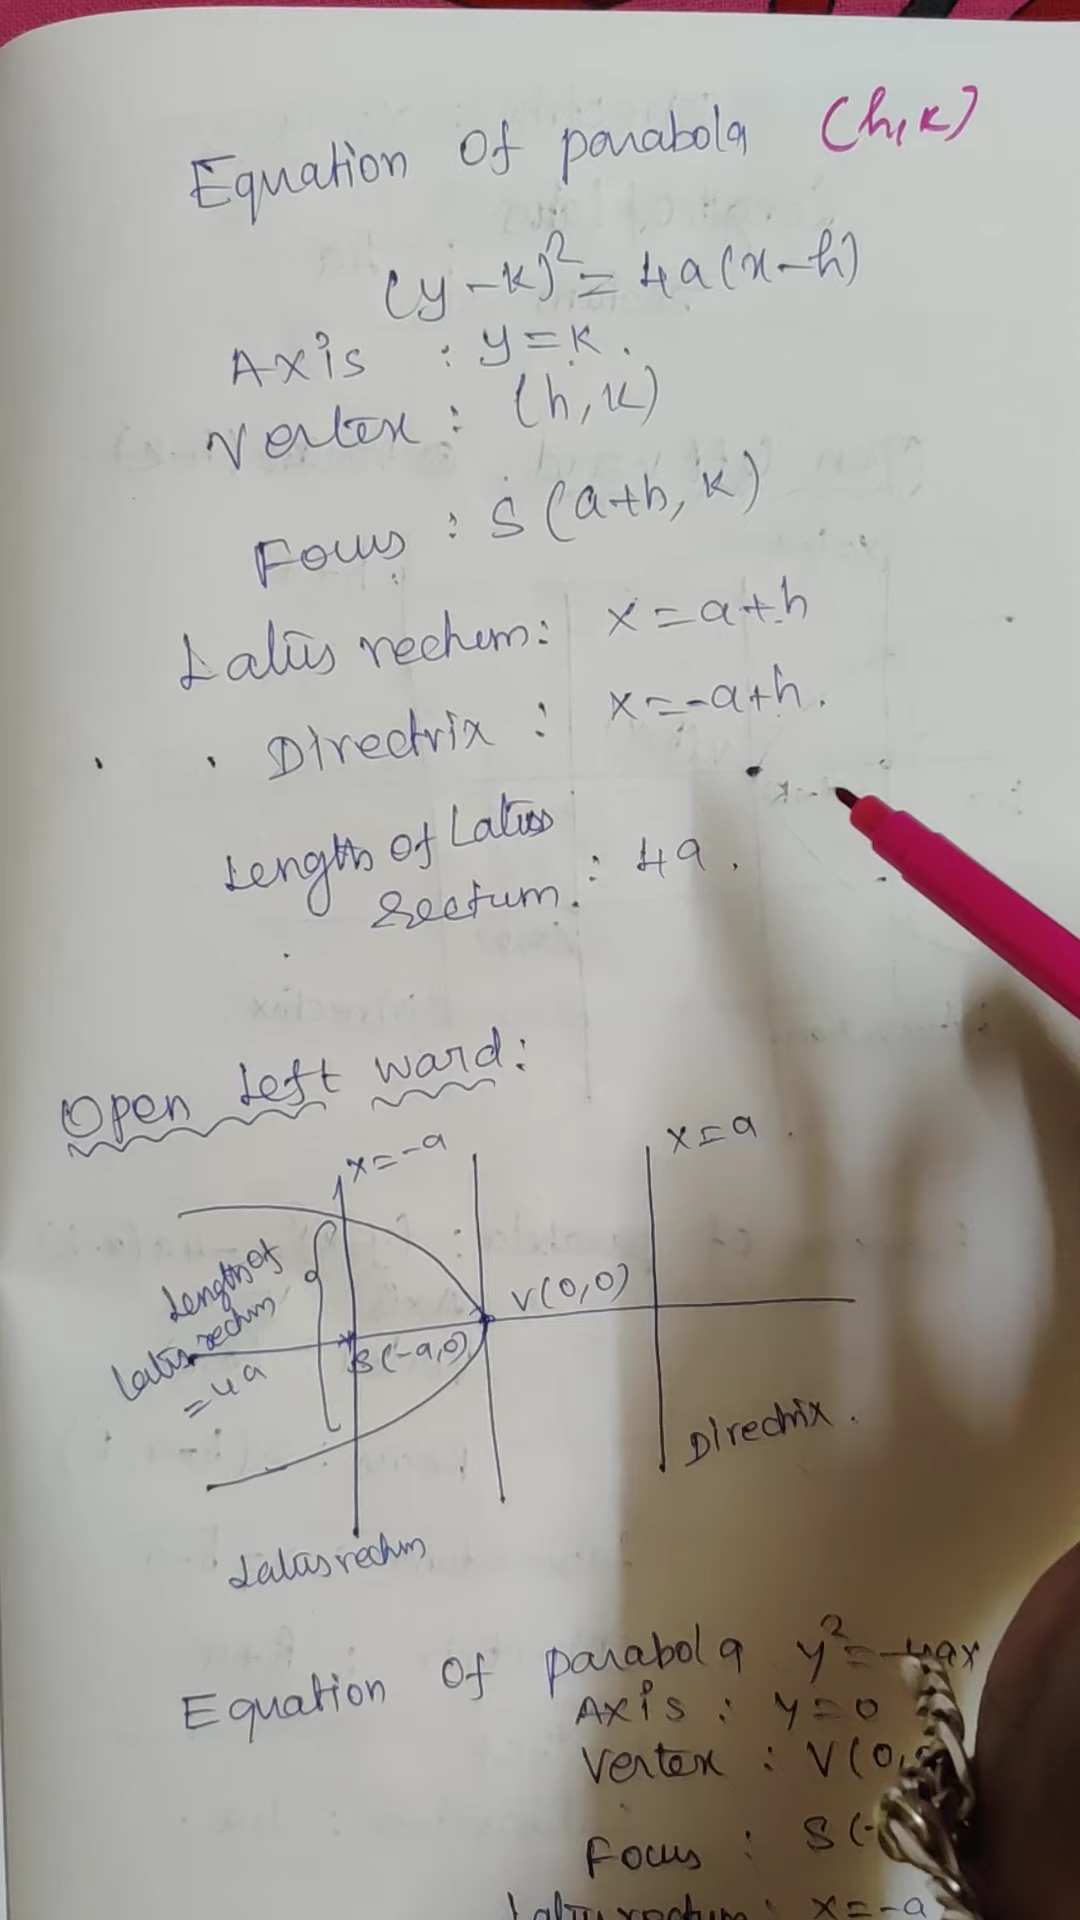 Equation of parabola (h, k)
(y-k)² = 4a(x-h)
Axis : y=k.
Vertex : (h, k)
Focus : S(a+h, k)
Latus rectum: x=a+h
Directrix : x=-a+h.
Length of Latus
rectum : 4a.
Open Left ward:
x=-a
x=a
Length of
Latus rectum
=4a
V(0,0)
S(-a,0)
Directrix.
Latus rectum
Equation of parabola y²=-4ax
Axis : y=0
Vertex : V(0,
Focus : S(-
Latus rectum: x=-a